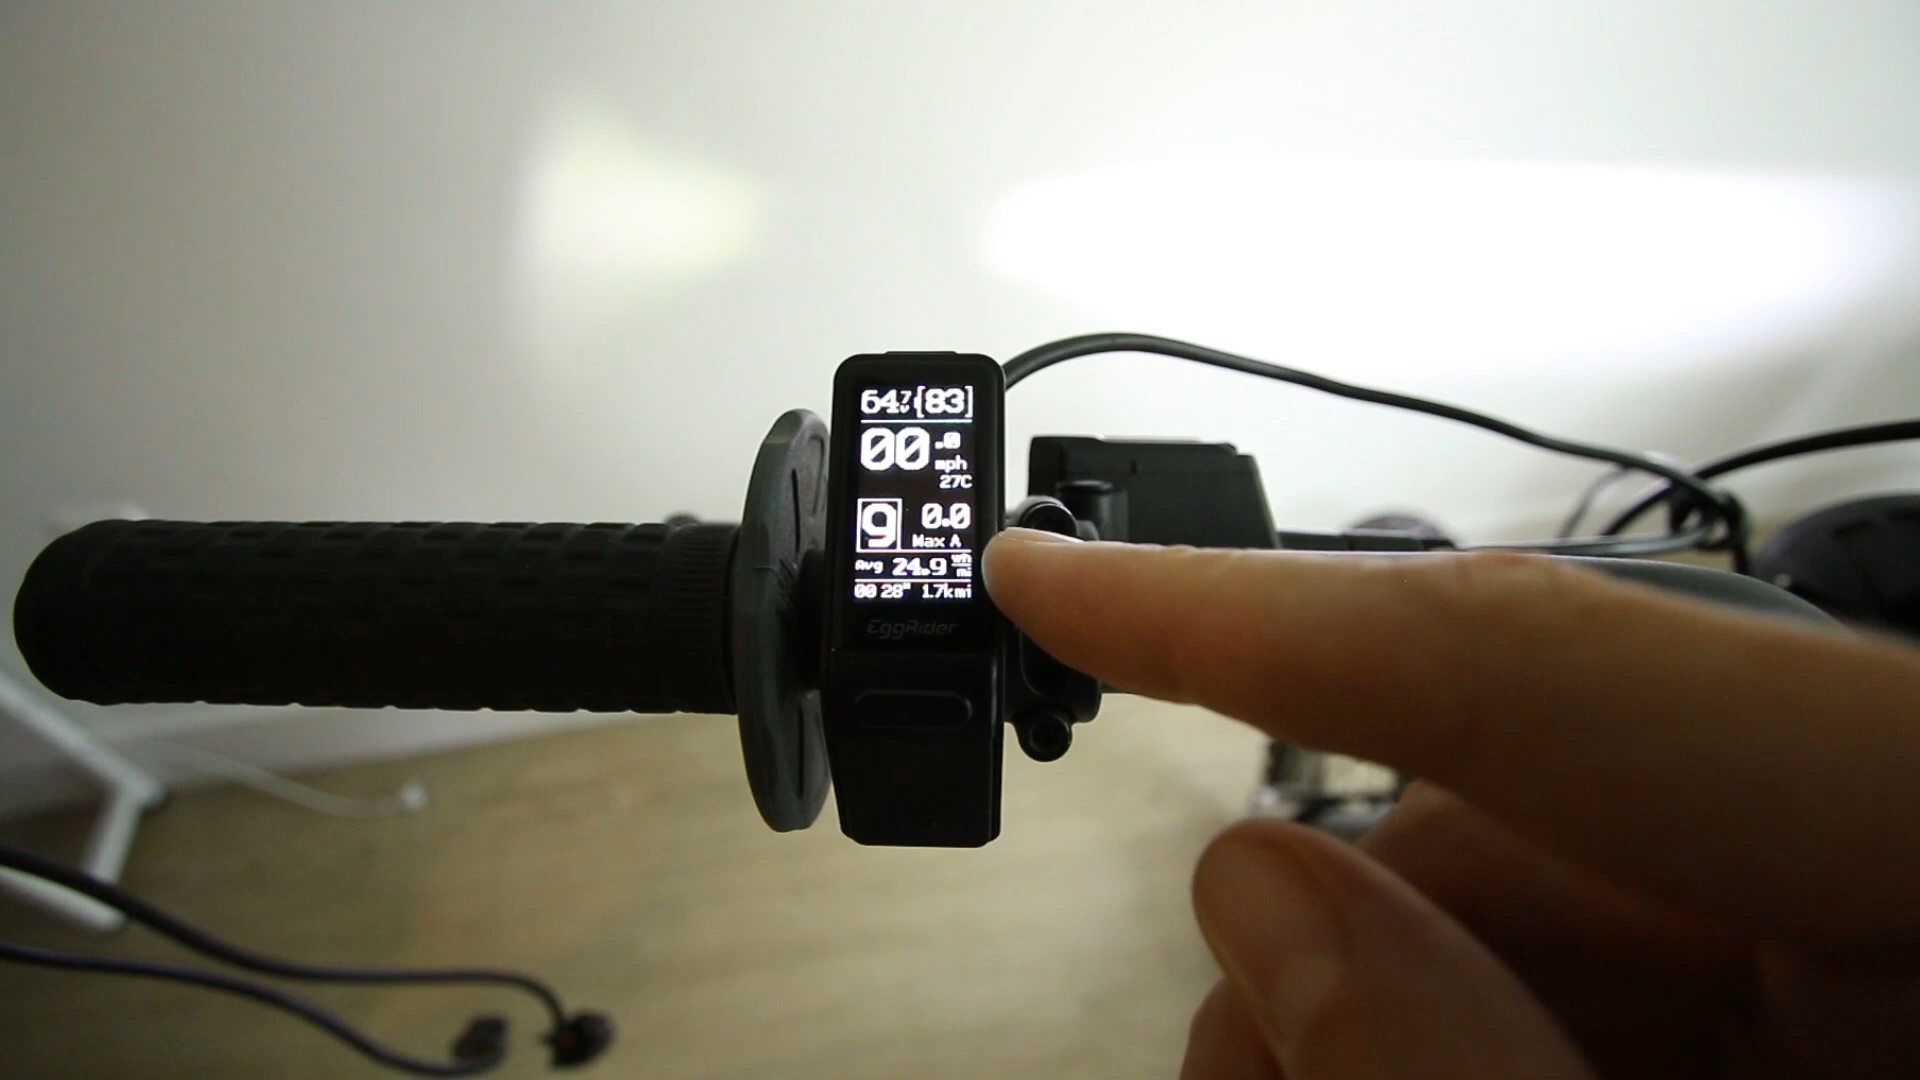 64.7v [83]
00.0
mph
27C
9 0.0
Max A
Avg 24.9 wh mi
00 28" 1.7kmi
EggRider